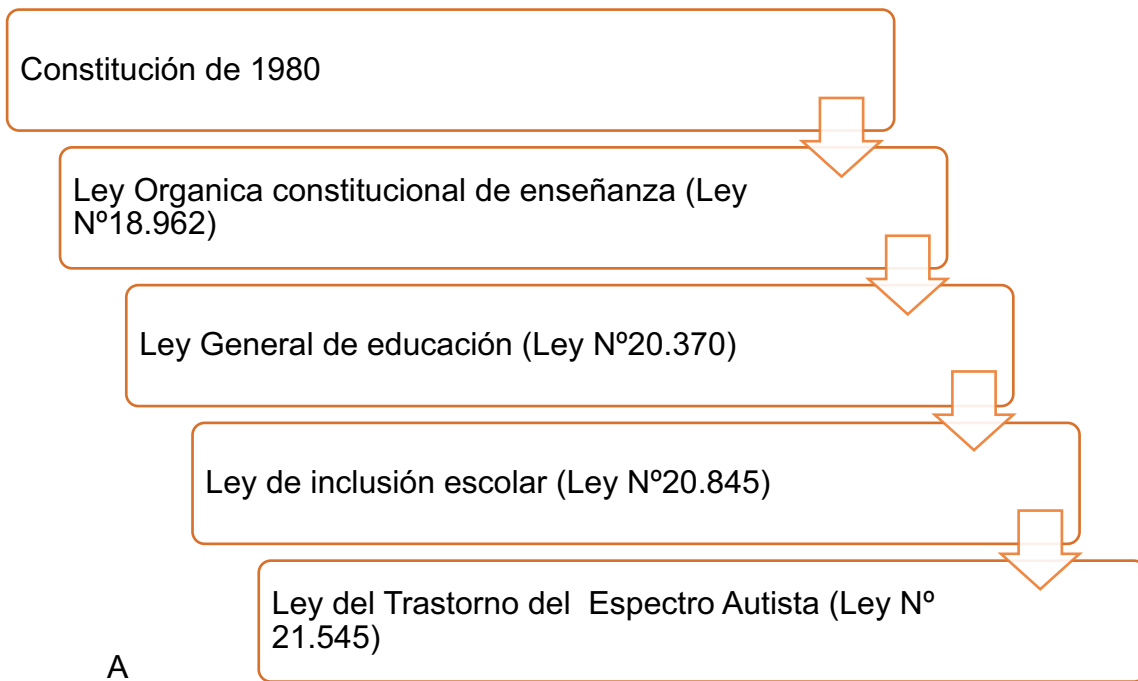 Constitución de 1980
Ley Organica constitucional de enseñanza (Ley
Nº18.962)
Ley General de educación (Ley Nº20.370)
Ley de inclusión escolar (Ley Nº20.845)
Ley del Trastorno del  Espectro Autista (Ley Nº
21.545)
A